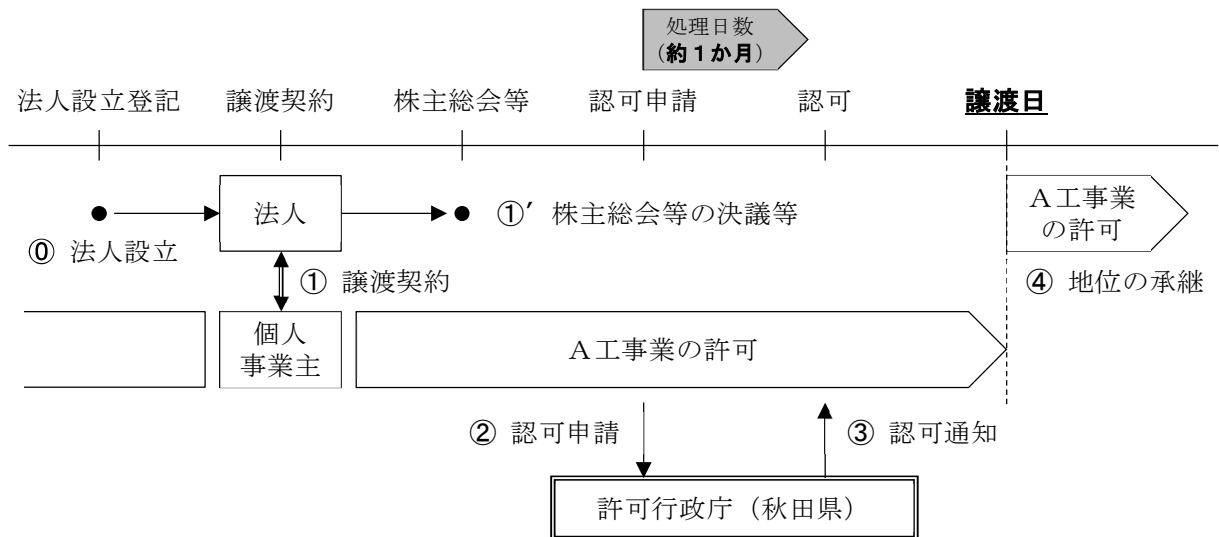 処理日数
(約１か月)
法人設立登記
譲渡契約
株主総会等
認可申請
認可
譲渡日
法人
①′ 株主総会等の決議等
Ａ工事業
の許可
⓪ 法人設立
① 譲渡契約
④ 地位の承継
個人
事業主
Ａ工事業の許可
② 認可申請
③ 認可通知
許可行政庁（秋田県）